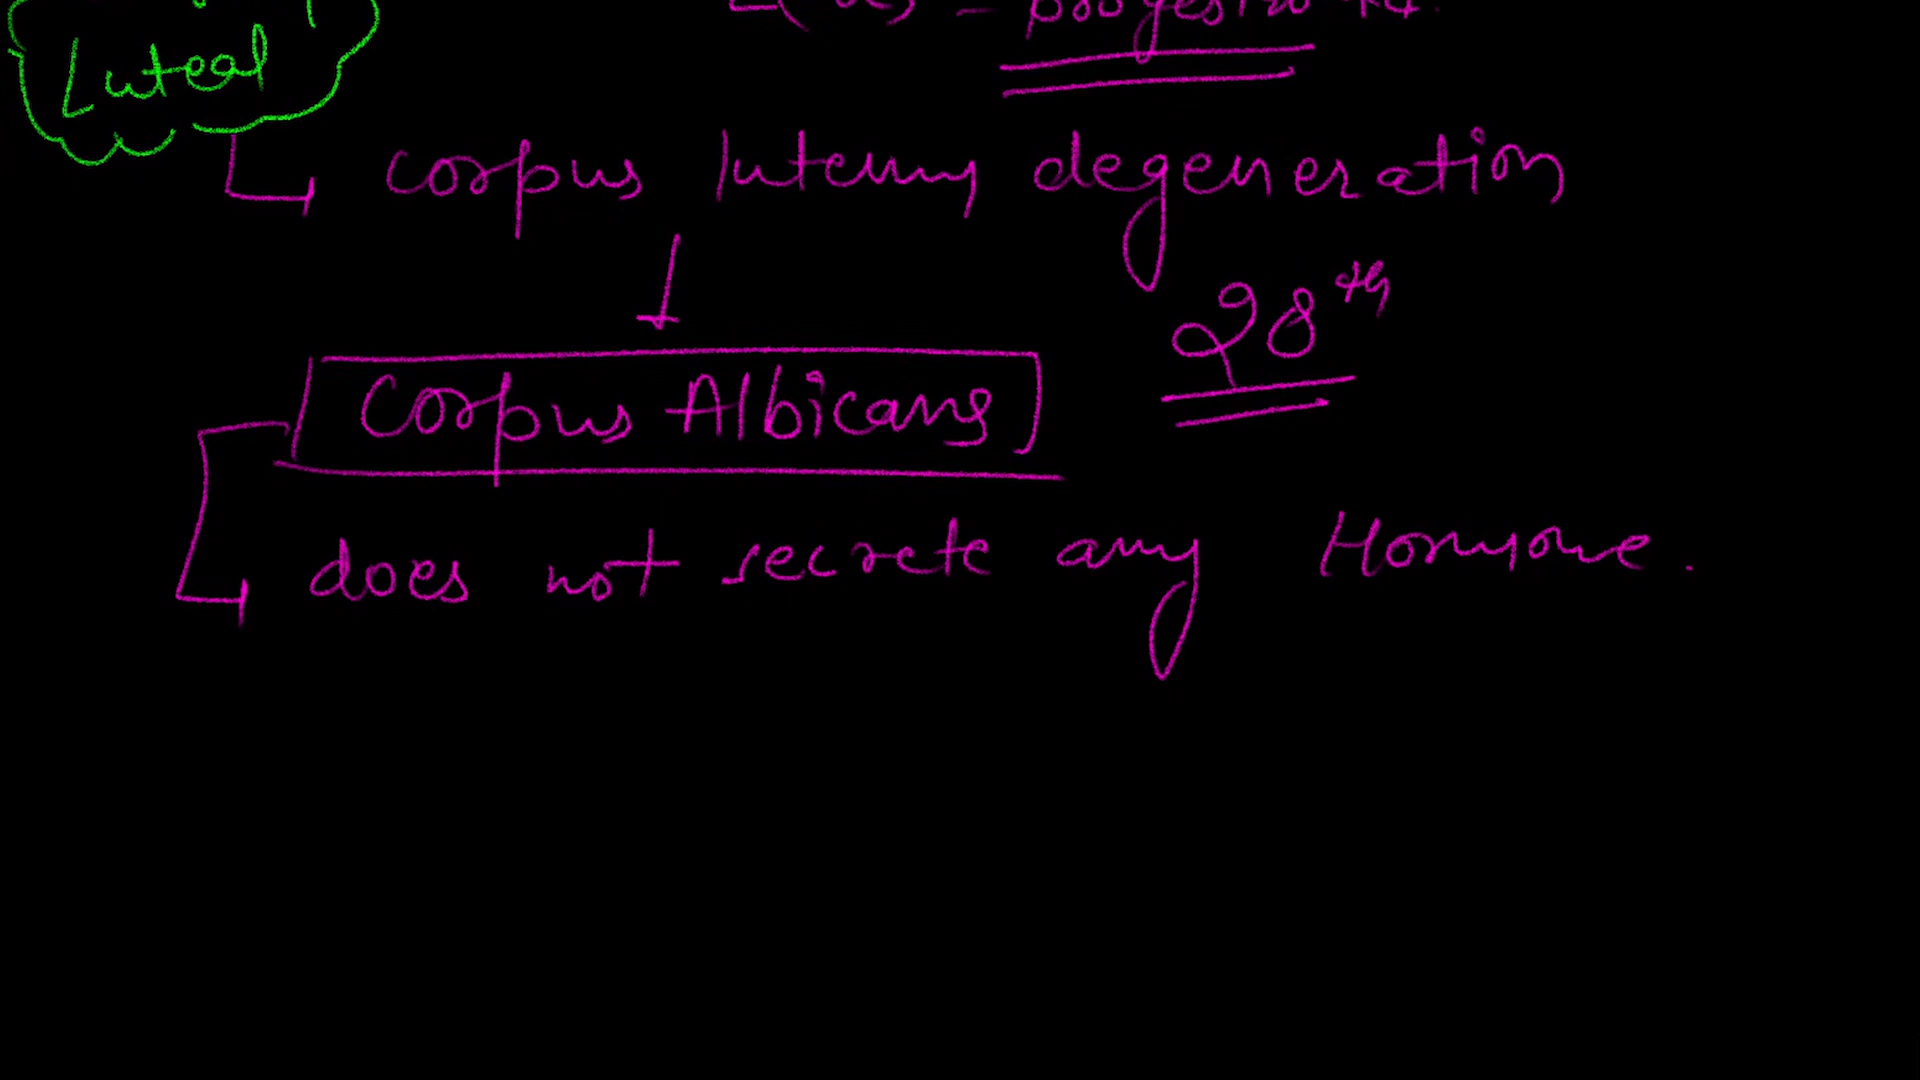 Luteal
corpus luteum degeneration
28th
Corpus Albicans
does not secrete any Hormone.